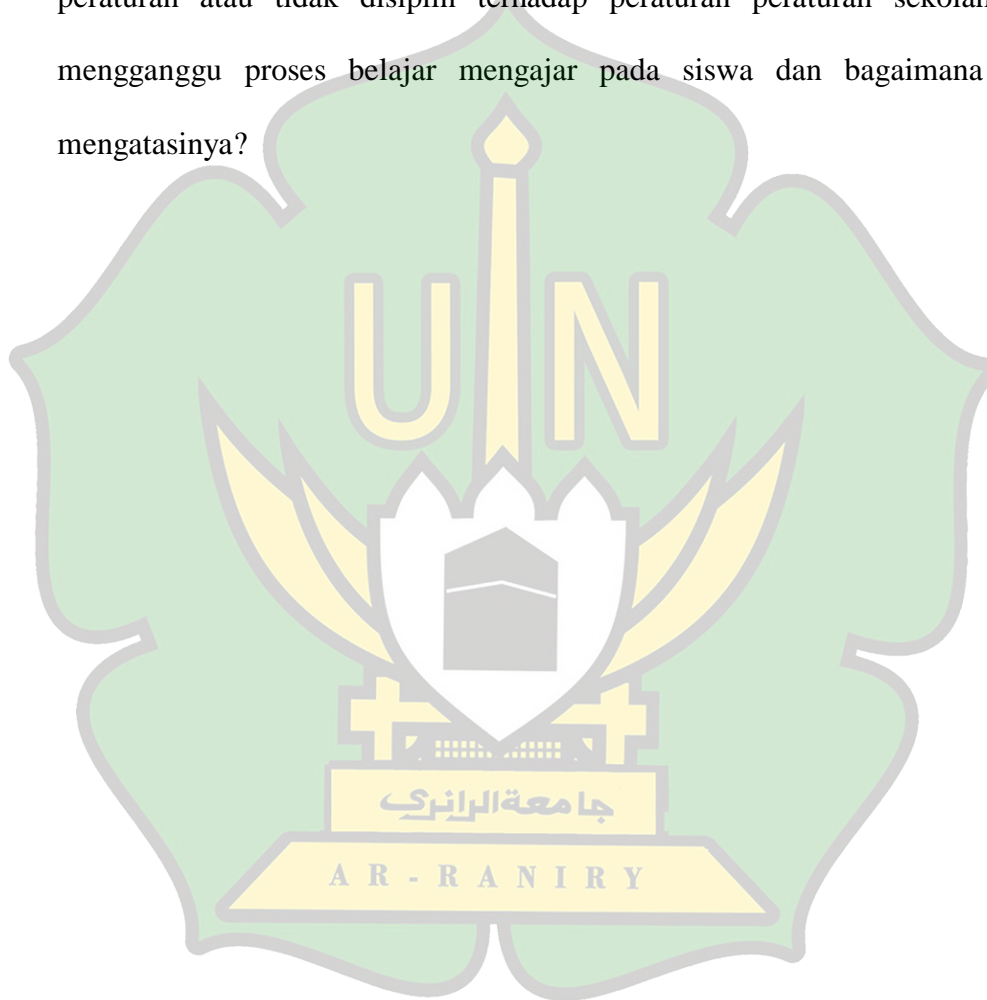 peraturan atau tidak disiplin terhadap peraturan peraturan sekolah
mengganggu proses belajar mengajar pada siswa dan bagaimana
mengatasinya?
UIN
جامعةالرانري
AR-RANIRY